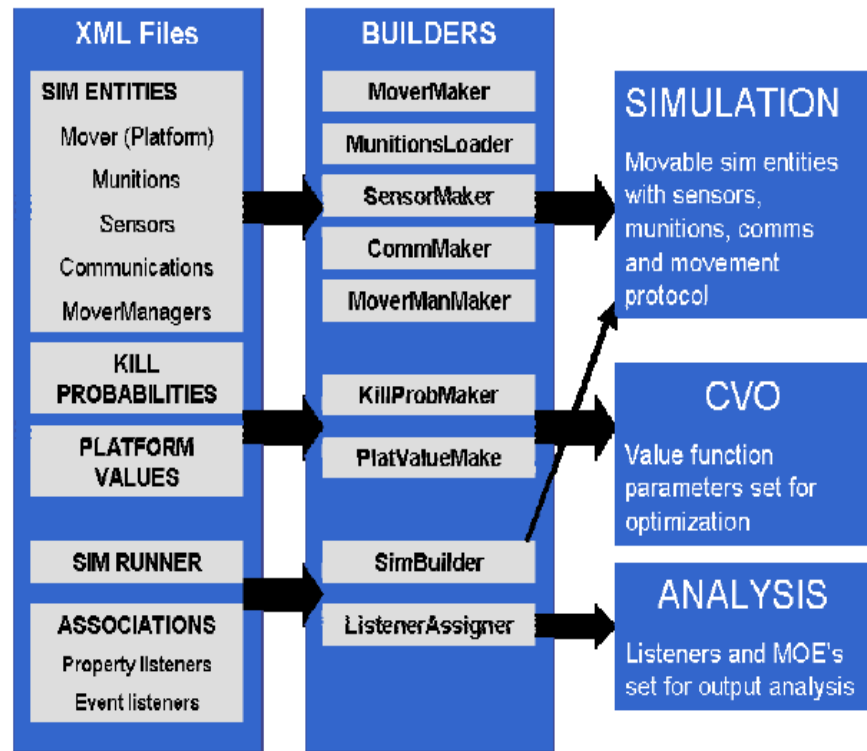 XML Files
SIM ENTITIES
Mover (Platform)
Munitions
Sensors
Communications
MoverManagers
KILL
PROBABILITIES
PLATFORM
VALUES
SIM RUNNER
ASSOCIATIONS
Property listeners
Event listeners
BUILDERS
MoverMaker
MunitionsLoader
SensorMaker
CommMaker
MoverManMaker
KillProbMaker
PlatValueMake
SimBuilder
ListenerAssigner
SIMULATION
Movable sim entities
with sensors,
munitions, comms
and movement
protocol
CVO
Value function
parameters set for
optimization
ANALYSIS
Listeners and MOE's
set for output analysis